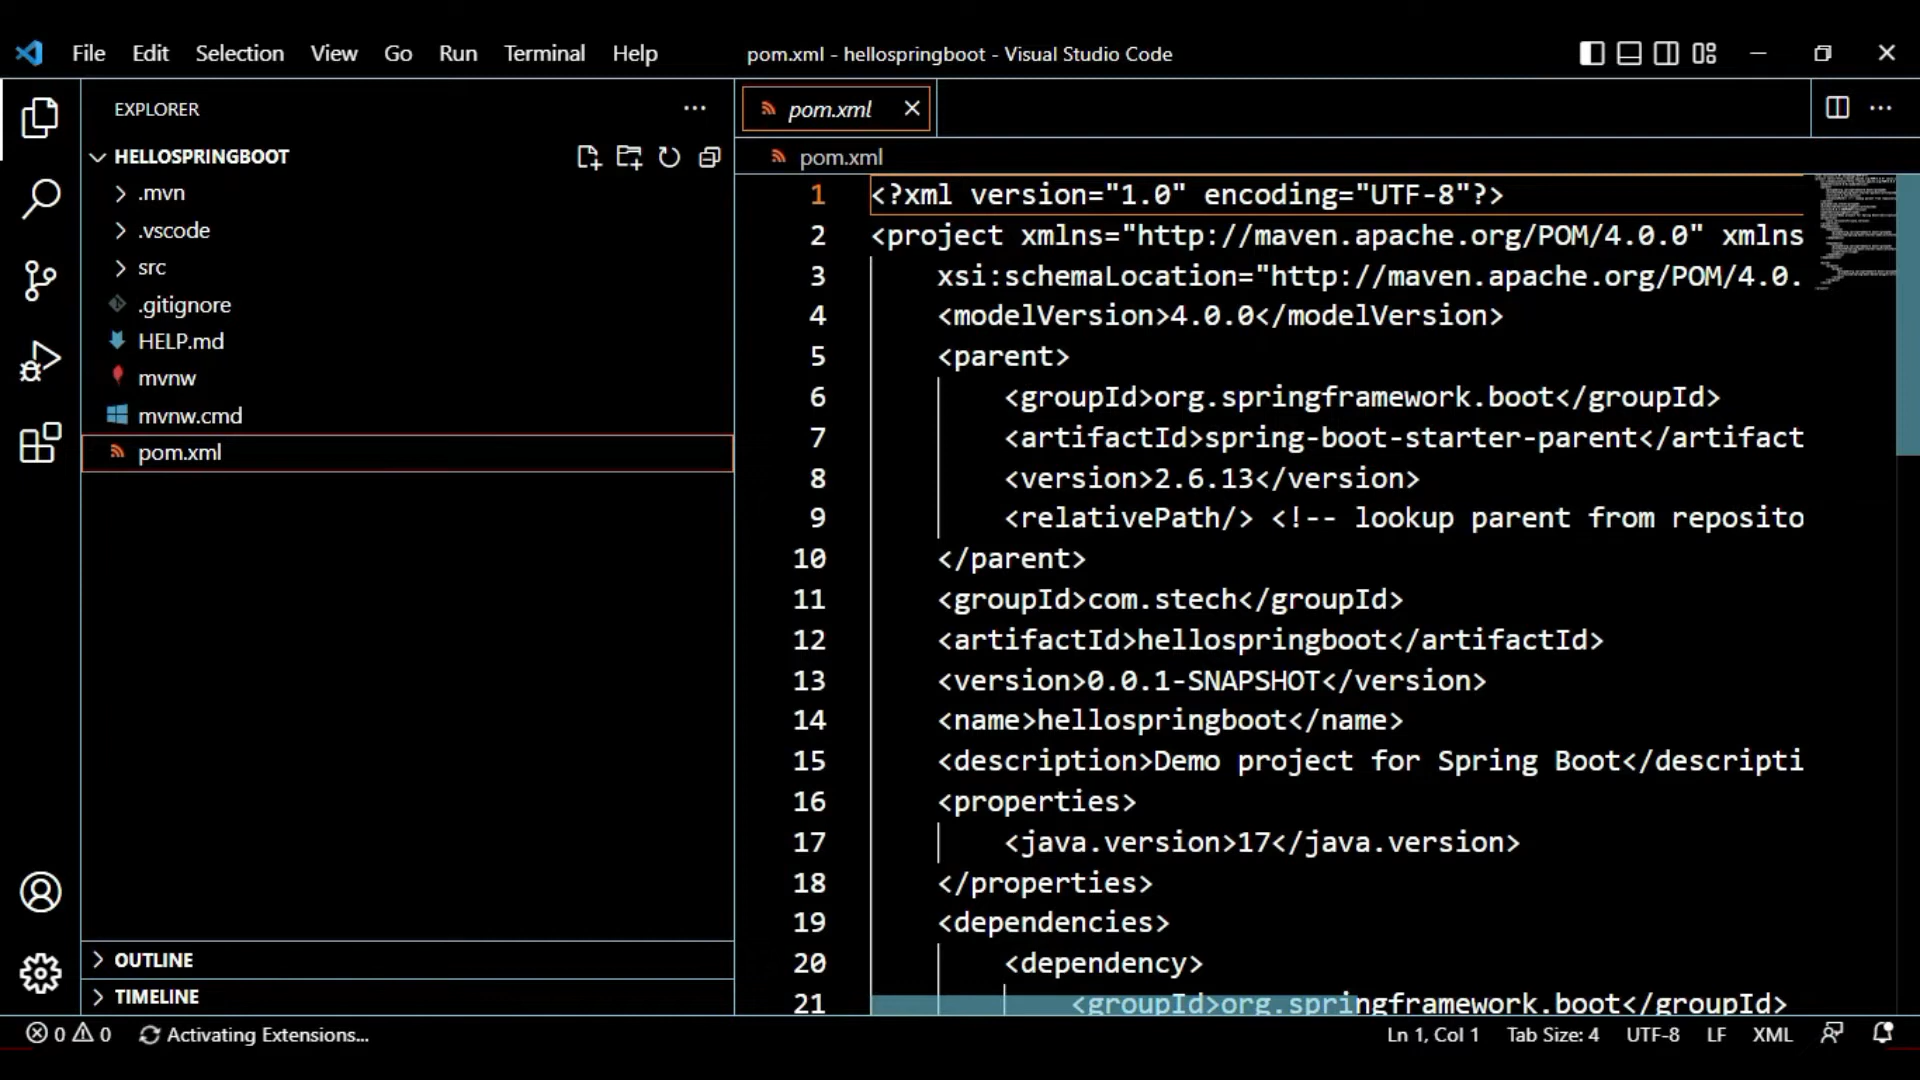 File Edit Selection View Go Run Terminal Help
pom.xml - hellospringboot - Visual Studio Code
EXPLORER
HELLOSPRINGBOOT
.mvn
.vscode
src
.gitignore
HELP.md
mvnw
mvnw.cmd
pom.xml
OUTLINE
TIMELINE
pom.xml
pom.xml
1 <?xml version="1.0" encoding="UTF-8"?>
2 <project xmlns="http://maven.apache.org/POM/4.0.0" xmlns
3 xsi:schemaLocation="http://maven.apache.org/POM/4.0.
4 <modelVersion>4.0.0</modelVersion>
5 <parent>
6 <groupId>org.springframework.boot</groupId>
7 <artifactId>spring-boot-starter-parent</artifact
8 <version>2.6.13</version>
9 <relativePath/> <!-- lookup parent from reposito
10 </parent>
11 <groupId>com.stech</groupId>
12 <artifactId>hellospringboot</artifactId>
13 <version>0.0.1-SNAPSHOT</version>
14 <name>hellospringboot</name>
15 <description>Demo project for Spring Boot</descripti
16 <properties>
17 <java.version>17</java.version>
18 </properties>
19 <dependencies>
20 <dependency>
21 <groupId>org.springframework.boot</groupId>
0 0 Activating Extensions...
Ln 1, Col 1 Tab Size: 4 UTF-8 LF XML